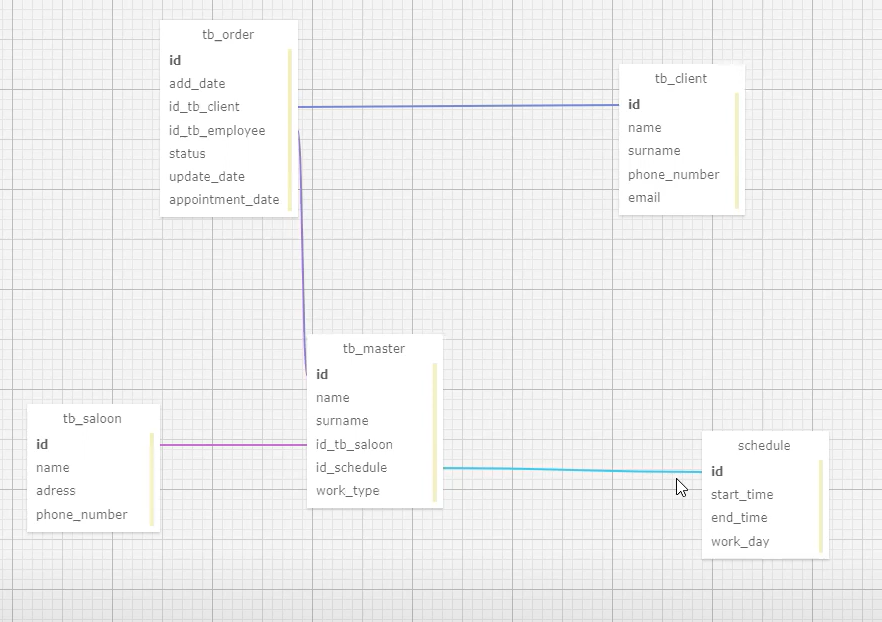 tb_order
id
add_date
id_tb_client
id_tb_employee
status
update_date
appointment_date
tb_client
id
name
surname
phone_number
email
tb_master
id
name
surname
id_tb_saloon
id_schedule
work_type
tb_saloon
id
name
adress
phone_number
schedule
id
start_time
end_time
work_day